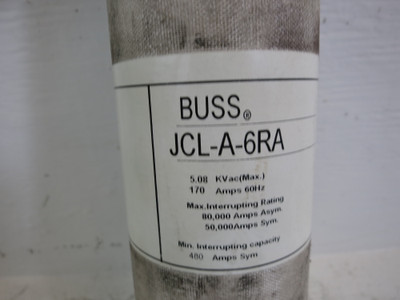 BUSS®
JCL-A-6RA
5.08 KVac(Max.)
170 Amps 60Hz
Max.Interrupting Rating
80,000 Amps Asym.
50,000Amps Sym.
Min. Interrupting capacity
480 Amps Sym